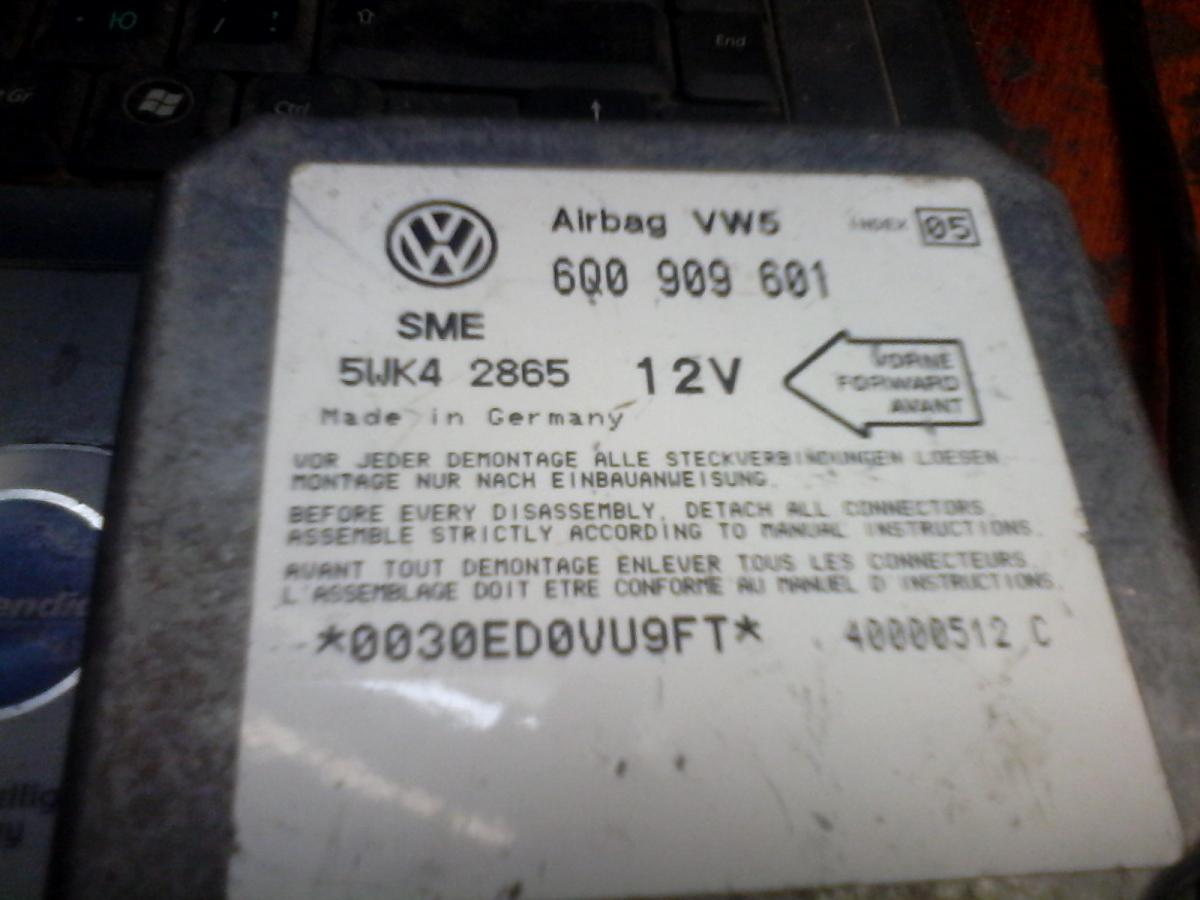 Ю
End
Gr
Ctrl
Airbag VW5
INDEX 05
6Q0 909 601
SME
5WK4 2865
12V
VORNE
FORWARD
AVANT
Made in Germany
VOR JEDER DEMONTAGE ALLE STECKVERBINDUNGEN LOESEN
MONTAGE NUR NACH EINBAUANWEISUNG.
BEFORE EVERY DISASSEMBLY, DETACH ALL CONNECTORS.
ASSEMBLE STRICTLY ACCORDING TO MANUAL INSTRUCTIONS.
AVANT TOUT DEMONTAGE ENLEVER TOUS LES CONNECTEURS.
L'ASSEMBLAGE DOIT ETRE CONFORME AU MANUEL D'INSTRUCTIONS.
*0030ED0VU9FT*
40000512 C